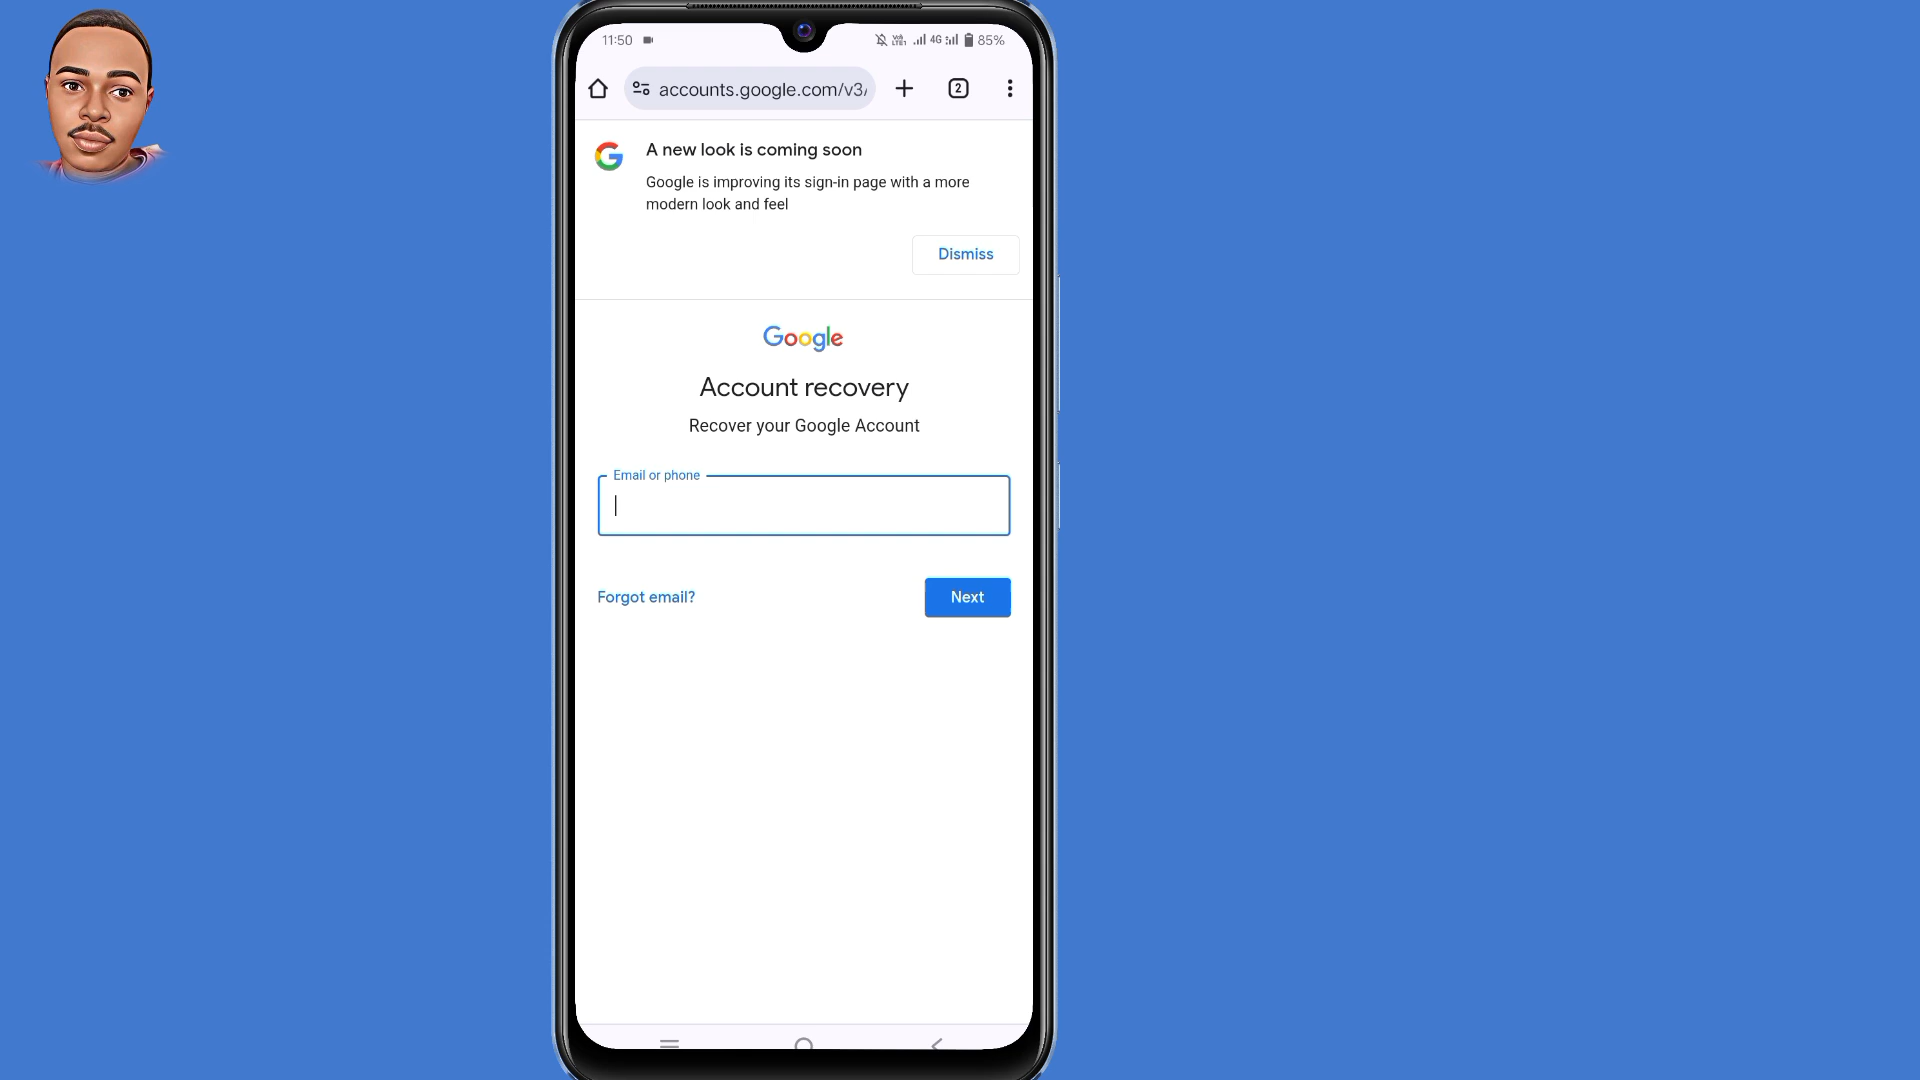 11:50
4G 85%
accounts.google.com/v3/
2
A new look is coming soon
Google is improving its sign-in page with a more
modern look and feel
Dismiss
Google
Account recovery
Recover your Google Account
Email or phone
Forgot email?
Next